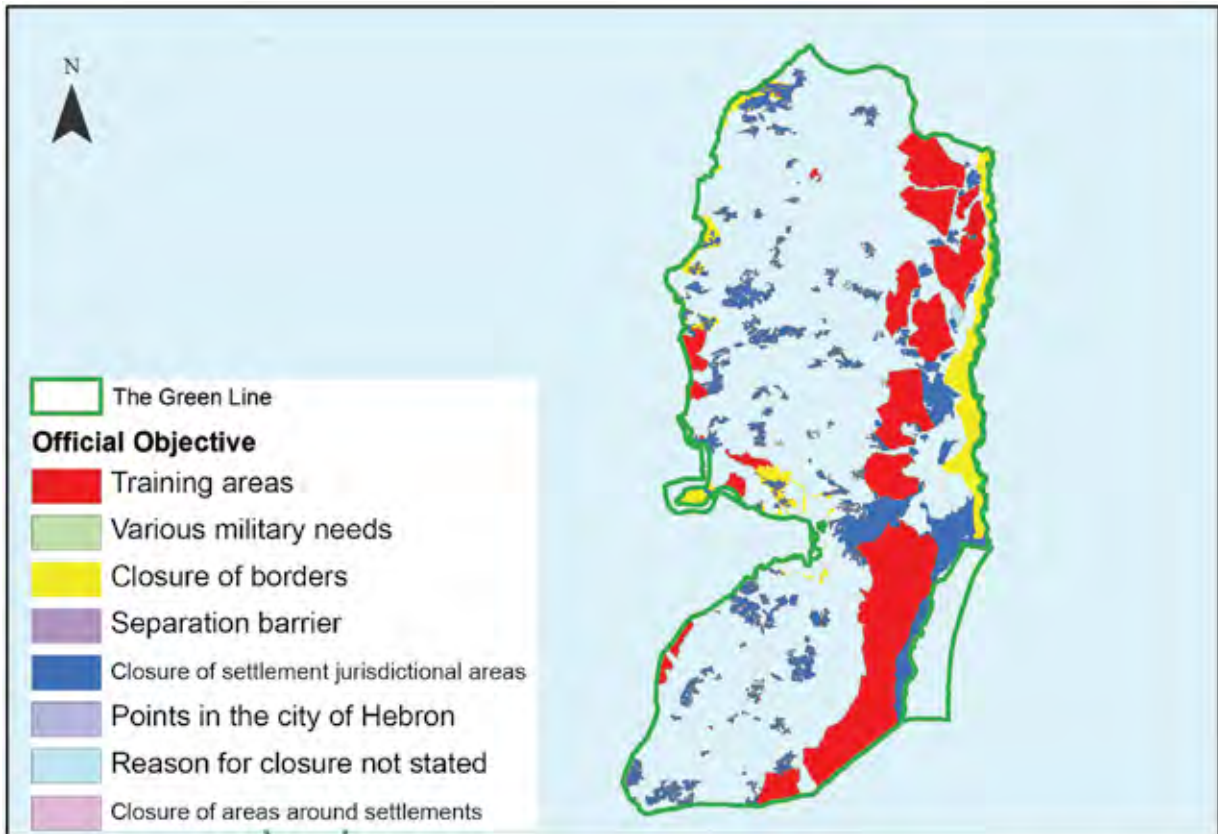 N
The Green Line
Official Objective
Training areas
Various military needs
Closure of borders
Separation barrier
Closure of settlement jurisdictional areas
Points in the city of Hebron
Reason for closure not stated
Closure of areas around settlements